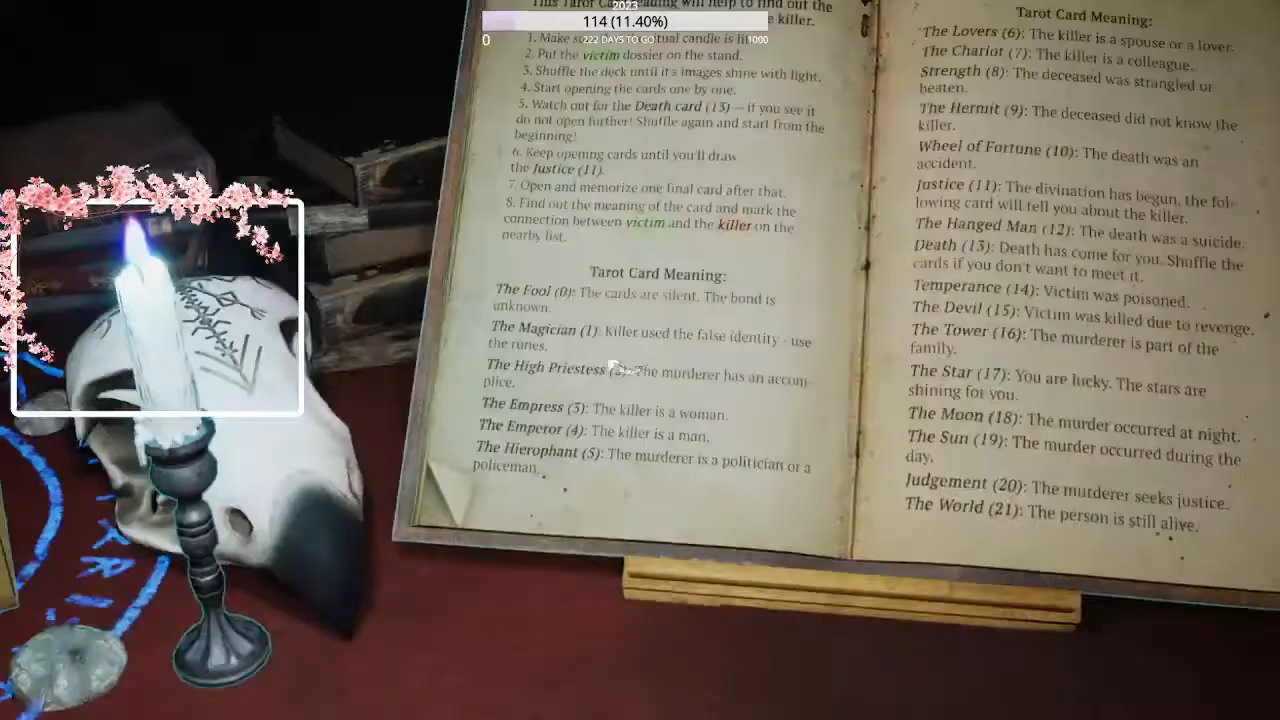 2023
114 (11.40%)
0
222 DAYS TO GO
1000
This Tarot Card Reading will help to find out the
e killer.
1. Make su tual candle is lit
2. Put the victim dossier on the stand.
3. Shuffle the deck until it's images shine with light.
4. Start opening the cards one by one.
5. Watch out for the Death card (13) — if you see it
do not open further! Shuffle again and start from the
beginning!
6. Keep opening cards until you'll draw
the Justice (11).
7. Open and memorize one final card after that.
8. Find out the meaning of the card and mark the
connection between victim and the killer on the
nearby list.
Tarot Card Meaning:
The Fool (0): The cards are silent. The bond is
unknown.
The Magician (1): Killer used the false identity - use
the runes.
The High Priestess The murderer has an accom-
plice.
The Empress (3): The killer is a woman.
The Emperor (4): The killer is a man.
The Hierophant (5): The murderer is a politician or a
policeman.
Tarot Card Meaning:
The Lovers (6): The killer is a spouse or a lover.
The Chariot (7): The killer is a colleague.
Strength (8): The deceased was strangled or
beaten.
The Hermit (9): The deceased did not know the
killer.
Wheel of Fortune (10): The death was an
accident.
Justice (11): The divination has begun, the fol-
lowing card will tell you about the killer.
The Hanged Man (12): The death was a suicide.
Death (13): Death has come for you. Shuffle the
cards if you don't want to meet it.
Temperance (14): Victim was poisoned.
The Devil (15): Victim was killed due to revenge.
The Tower (16): The murderer is part of the
family.
The Star (17): You are lucky. The stars are
shining for you.
The Moon (18): The murder occurred at night.
The Sun (19): The murder occurred during the
day.
Judgement (20): The murderer seeks justice.
The World (21): The person is still alive.